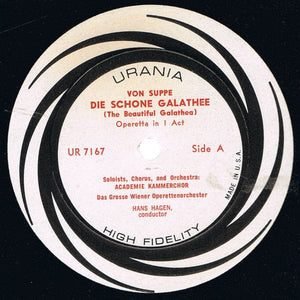 URANIA
VON SUPPE
DIE SCHONE GALATHEE
(The Beautiful Galathea)
Operetta in 1 Act
UR 7167
Side A
Soloists, Chorus, and Orchestra:
ACADEMIE KAMMERCHOR
Das Grosse Wiener Operettenorchester
HANS HAGEN,
conductor
MADE IN U.S.A.
HIGH FIDELITY